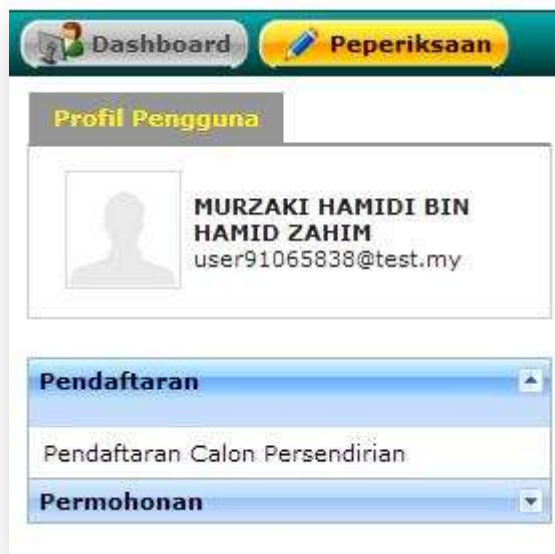 Dashboard Peperiksaan
Profil Pengguna
MURZAKI HAMIDI BIN
HAMID ZAHIM
user91065838@test.my
Pendaftaran
Pendaftaran Calon Persendirian
Permohonan